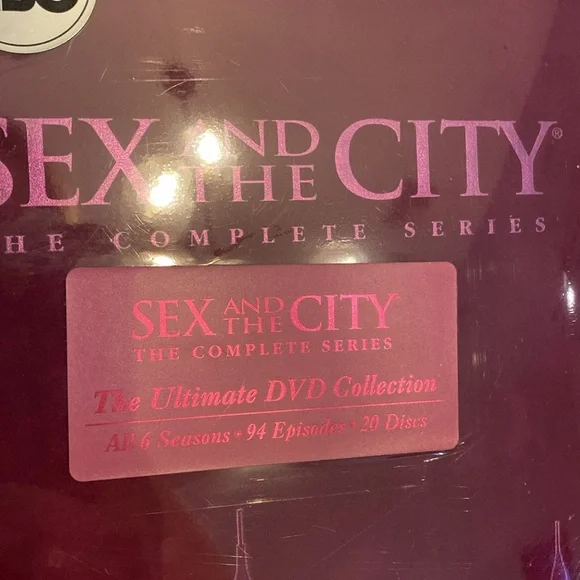 SEX AND THE CITY®
THE COMPLETE SERIES
SEX AND THE CITY
THE COMPLETE SERIES
The Ultimate DVD Collection
All 6 Seasons • 94 Episodes • 20 Discs